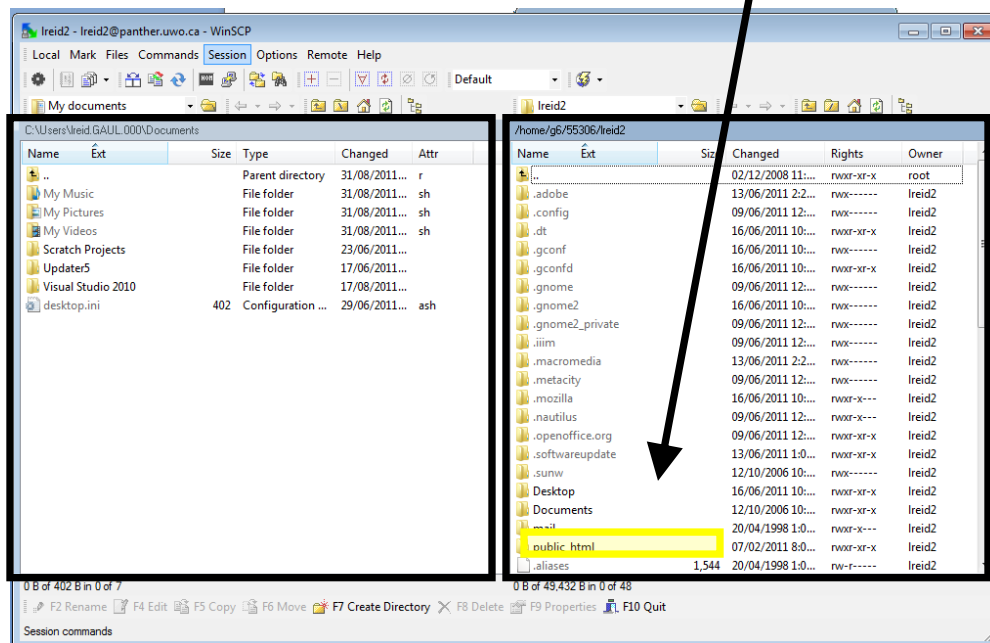 lreid2 - lreid2@panther.uwo.ca - WinSCP
Local Mark Files Commands Session Options Remote Help
Default
My documents
lreid2
C:\Users\lreid.GAUL.000\Documents
Name Ext Size Type Changed Attr
.. Parent directory 31/08/2011... r
My Music File folder 31/08/2011... sh
My Pictures File folder 31/08/2011... sh
My Videos File folder 31/08/2011... sh
Scratch Projects File folder 23/06/2011...
Updater5 File folder 17/06/2011...
Visual Studio 2010 File folder 17/08/2011...
desktop.ini 402 Configuration ... 29/06/2011... ash
/home/g6/55306/lreid2
Name Ext Siz Changed Rights Owner
.. 02/12/2008 11:... rwxr-xr-x root
.adobe 13/06/2011 2:2... rwx------ lreid2
.config 09/06/2011 12:... rwx------ lreid2
.dt 16/06/2011 10:... rwxr-xr-x lreid2
.gconf 16/06/2011 10:... rwx------ lreid2
.gconfd 16/06/2011 10:... rwxr-xr-x lreid2
.gnome 09/06/2011 12:... rwx------ lreid2
.gnome2 16/06/2011 10:... rwx------ lreid2
.gnome2_private 09/06/2011 12:... rwx------ lreid2
.iiim 09/06/2011 12:... rwx------ lreid2
.macromedia 13/06/2011 2:2... rwx------ lreid2
.metacity 09/06/2011 12:... rwx------ lreid2
.mozilla 16/06/2011 10:... rwxr-x--- lreid2
.nautilus 09/06/2011 12:... rwxr-x--- lreid2
.openoffice.org 09/06/2011 12:... rwxr-xr-x lreid2
.softwareupdate 13/06/2011 1:0... rwxr-xr-x lreid2
.sunw 12/10/2006 10:... rwx------ lreid2
Desktop 16/06/2011 10:... rwxr-xr-x lreid2
Documents 12/10/2006 10:... rwxr-xr-x lreid2
mail 20/04/1998 1:0... rwxr-x--- lreid2
public_html 07/02/2011 8:0... rwxr-xr-x lreid2
.aliases 1,544 20/04/1998 1:0... rw-r----- lreid2
0 B of 402 B in 0 of 7
0 B of 49,432 B in 0 of 48
F2 Rename F4 Edit F5 Copy F6 Move F7 Create Directory F8 Delete F9 Properties F10 Quit
Session commands